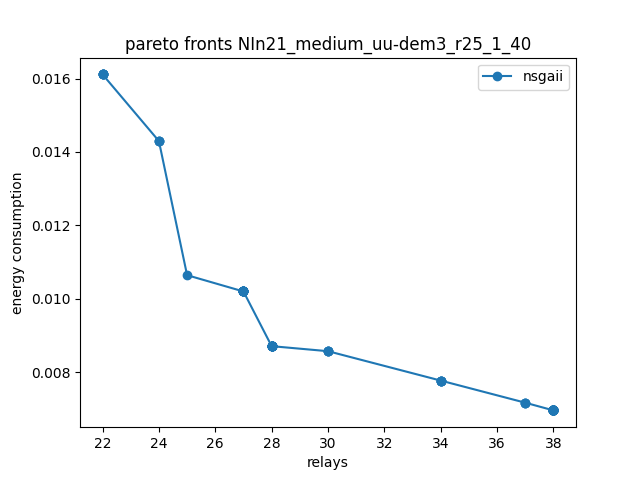 pareto fronts NIn21_medium_uu-dem3_r25_1_40
nsgaii
energy consumption
0.016
0.014
0.012
0.010
0.008
22 24 26 28 30 32 34 36 38
relays